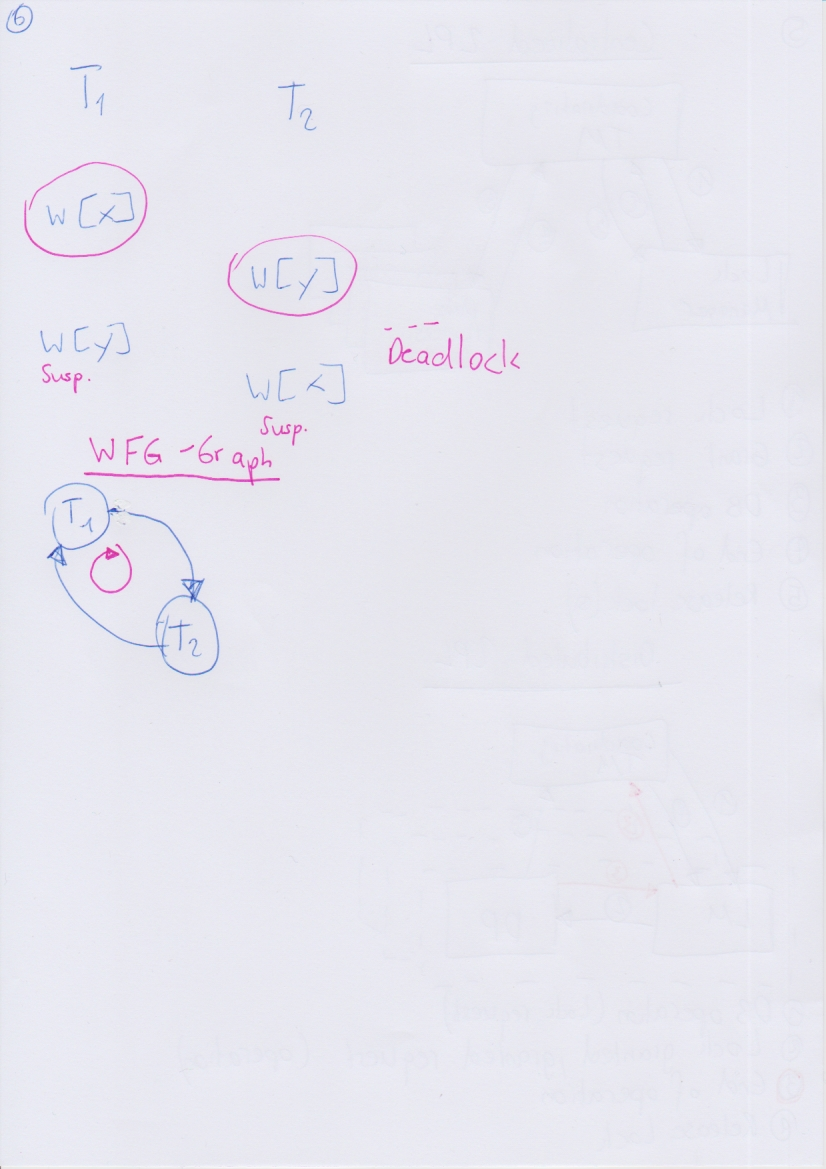 6
T1 T2
W[x]
W[y]
W[y]
Susp.
Deadlock
W[x]
Susp.
WFG-Graph
T1
T2